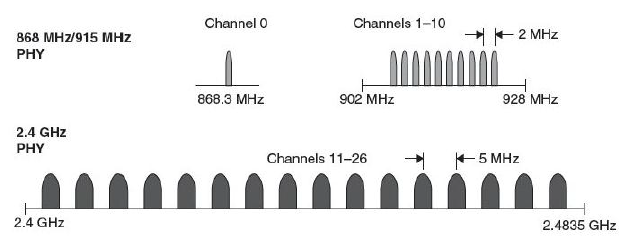 Channel 0
Channels 1–10
868 MHz/915 MHz
PHY
2 MHz
868.3 MHz
902 MHz
928 MHz
2.4 GHz
PHY
Channels 11–26
5 MHz
2.4 GHz
2.4835 GHz